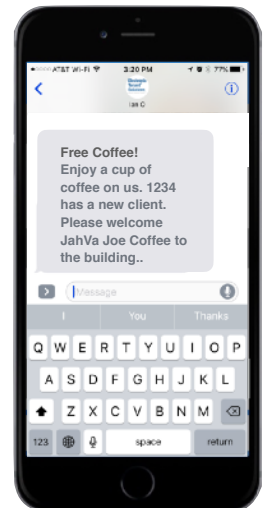 AT&T Wi-Fi 3:20 PM 77%
Ian C
Free Coffee!
Enjoy a cup of
coffee on us. 1234
has a new client.
Please welcome
JahVa Joe Coffee to
the building..
Message
I You Thanks
Q W E R T Y U I O P
A S D F G H J K L
Z X C V B N M
123 space return